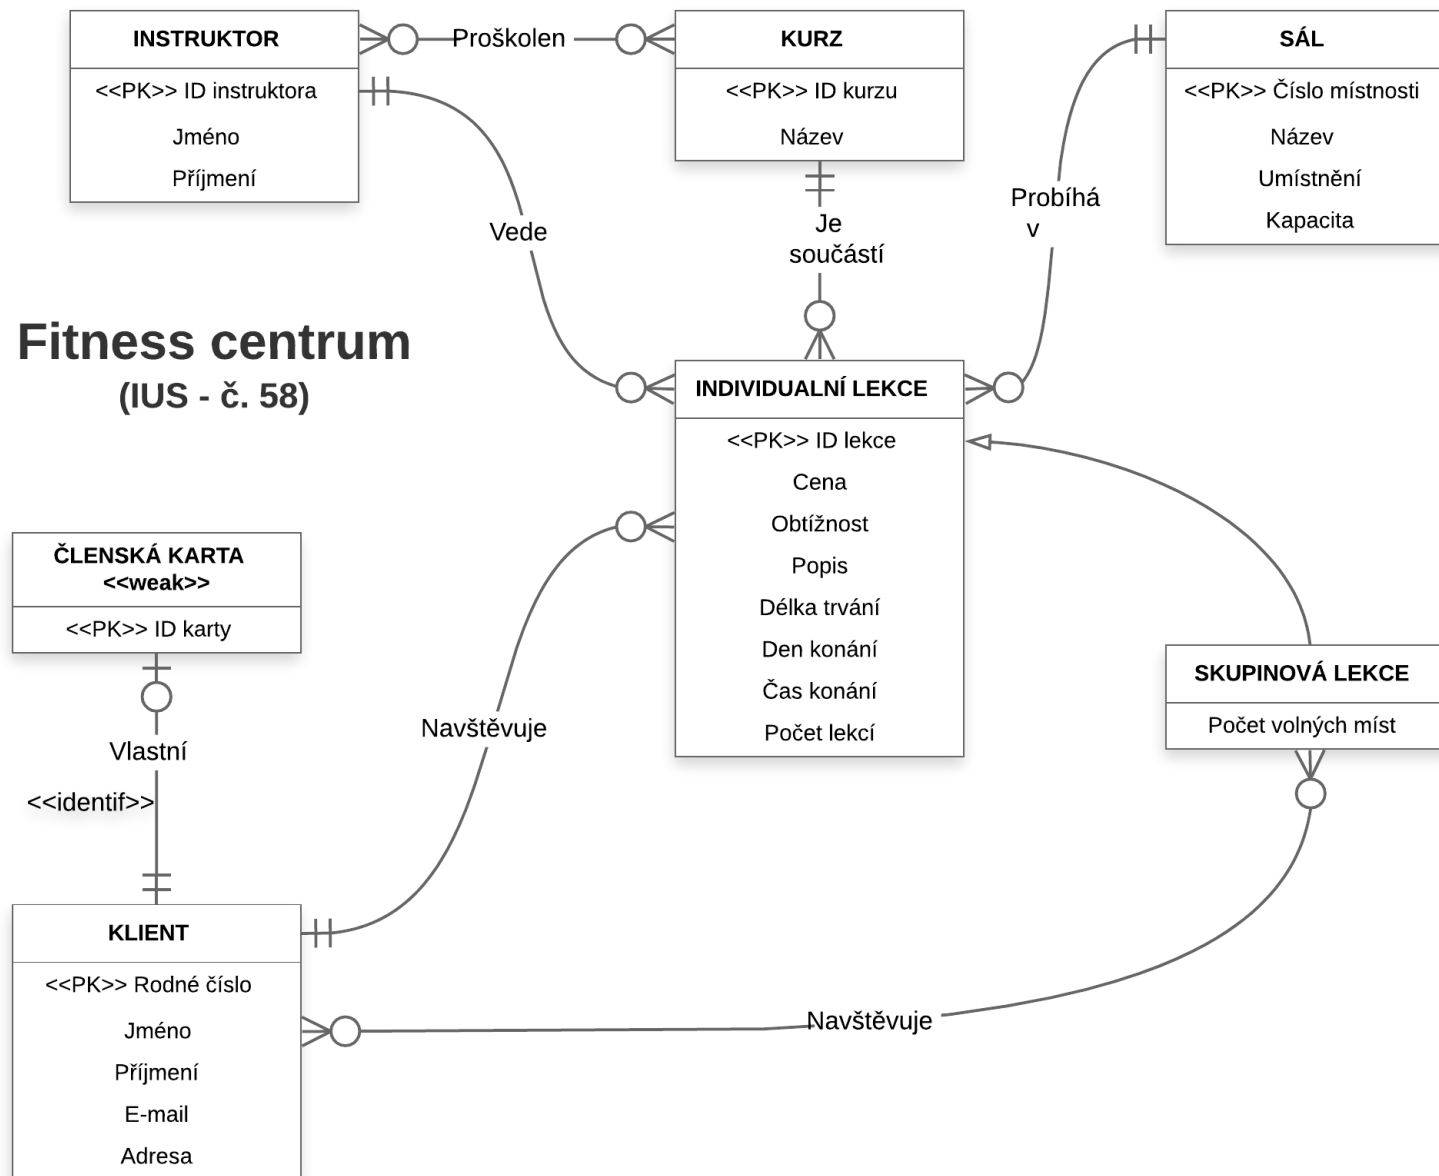 INSTRUKTOR
<<PK>> ID instruktora
Jméno
Příjmení
Proškolen
KURZ
<<PK>> ID kurzu
Název
SÁL
<<PK>> Číslo místnosti
Název
Umístnění
Kapacita
Vede
Je
součástí
Probíhá
v
Fitness centrum
(IUS - č. 58)
INDIVIDUALNÍ LEKCE
<<PK>> ID lekce
Cena
Obtížnost
Popis
Délka trvání
Den konání
Čas konání
Počet lekcí
ČLENSKÁ KARTA
<<weak>>
<<PK>> ID karty
Vlastní
<<identif>>
Navštěvuje
SKUPINOVÁ LEKCE
Počet volných míst
KLIENT
<<PK>> Rodné číslo
Jméno
Příjmení
E-mail
Adresa
Navštěvuje